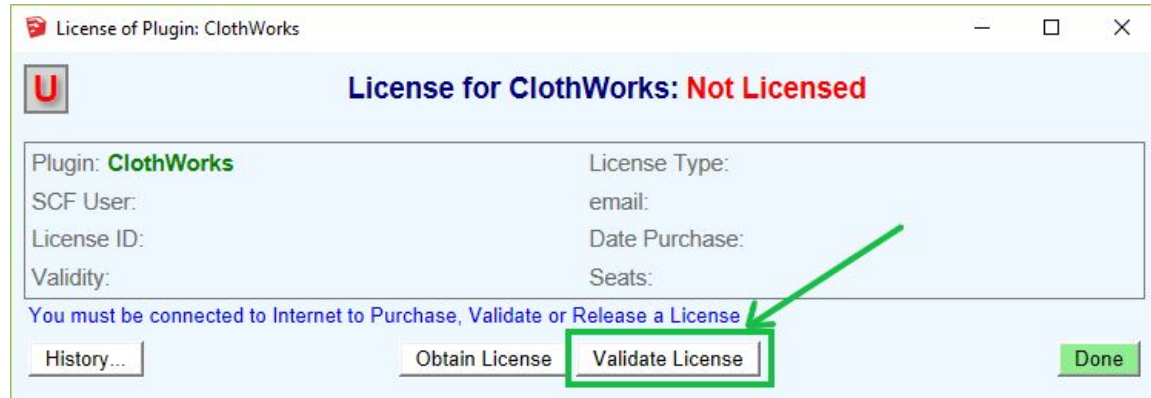 License of Plugin: ClothWorks
U
License for ClothWorks: Not Licensed
Plugin: ClothWorks
License Type:
SCF User:
email:
License ID:
Date Purchase:
Validity:
Seats:
You must be connected to Internet to Purchase, Validate or Release a License
History...
Obtain License
Validate License
Done